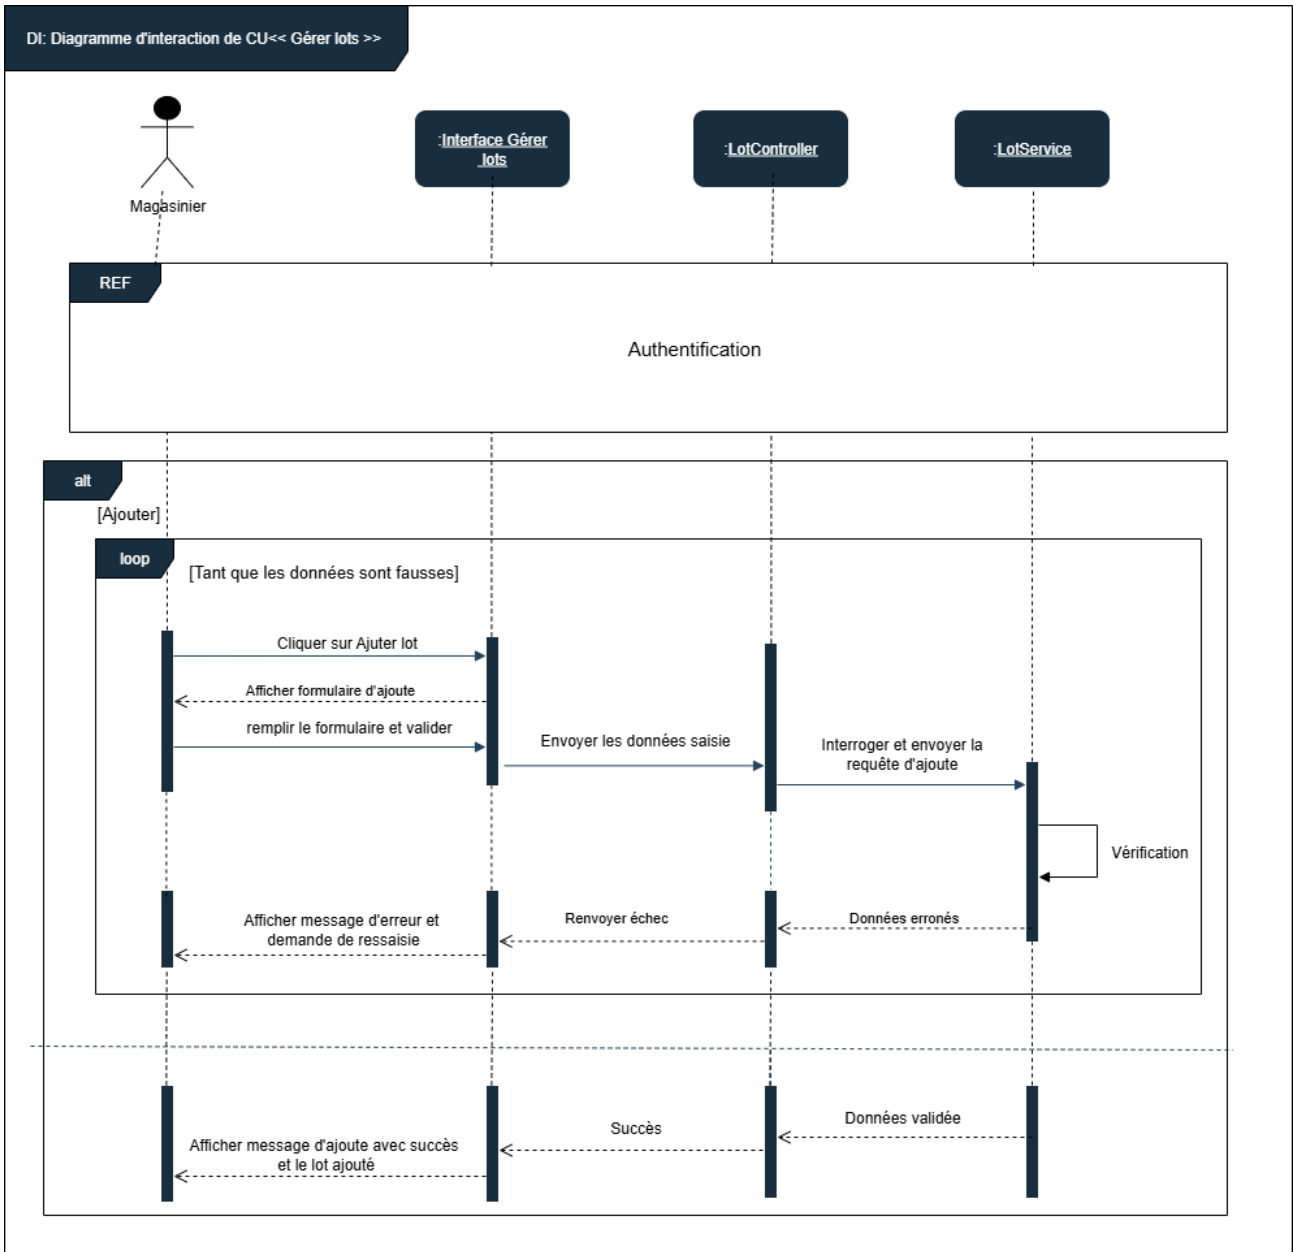 DI: Diagramme d'interaction de CU<< Gérer lots >>
:Interface Gérer
lots
:LotController
:LotService
Magasinier
REF
Authentification
alt
[Ajouter]
loop
[Tant que les données sont fausses]
Cliquer sur Ajuter lot
Afficher formulaire d'ajoute
remplir le formulaire et valider
Envoyer les données saisie
Interroger et envoyer la
requête d'ajoute
Vérification
Données erronés
Renvoyer échec
Afficher message d'erreur et
demande de ressaisie
Données validée
Succès
Afficher message d'ajoute avec succès
et le lot ajouté